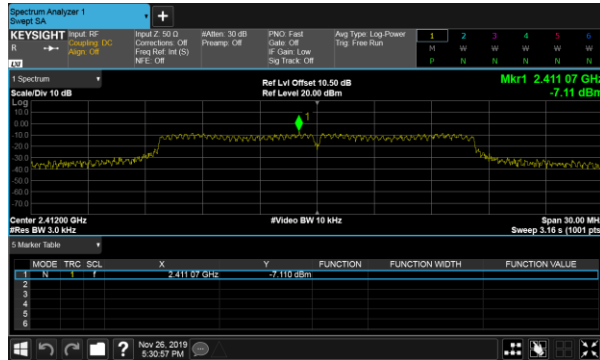 Spectrum Analyzer 1
Swept SA
+
KEYSIGHT
R
LXI
Input: RF
Coupling: DC
Align: Off
Input Z: 50 Ω
Corrections: Off
Freq Ref: Int (S)
NFE: Off
#Atten: 30 dB
Preamp: Off
PNO: Fast
Gate: Off
IF Gain: Low
Sig Track: Off
Avg Type: Log-Power
Trig: Free Run
1 2 3 4 5 6
M W W W W W
P N N N N N
1 Spectrum
Scale/Div 10 dB
Ref Lvl Offset 10.50 dB
Ref Level 20.00 dBm
Mkr1 2.411 07 GHz
-7.11 dBm
Log
10.0
0.00
-10.0
-20.0
-30.0
-40.0
-50.0
-60.0
-70.0
1
Center 2.41200 GHz
#Res BW 3.0 kHz
#Video BW 10 kHz
Span 30.00 MHz
Sweep 3.16 s (1001 pts)
5 Marker Table
MODE TRC SCL X Y FUNCTION FUNCTION WIDTH FUNCTION VALUE
1 N 1 f 2.411 07 GHz -7.110 dBm
2
3
4
5
6
?
Nov 26, 2019
5:30:57 PM